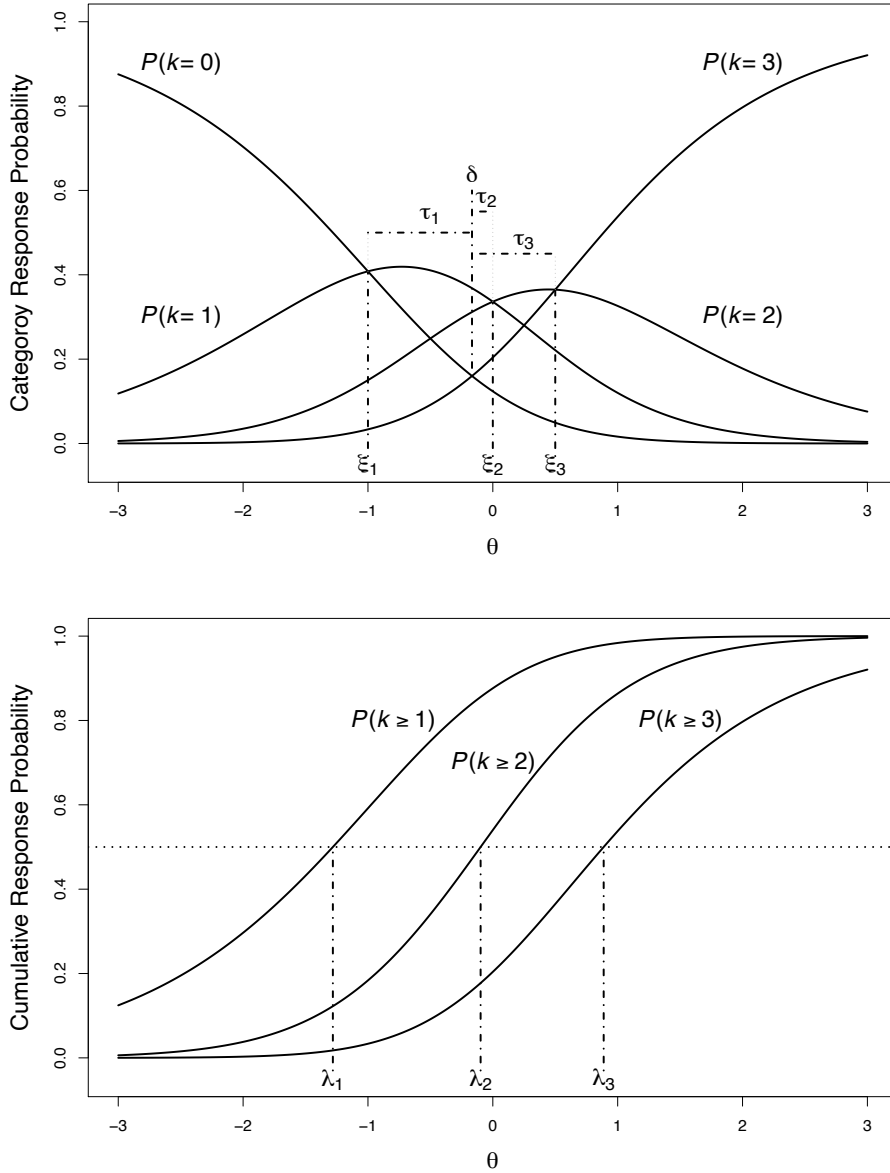 Categoroy Response Probability
1.0
0.8
0.6
0.4
0.2
0.0
P(k= 0)
P(k= 3)
δ
τ2
τ1
τ3
P(k= 1)
P(k= 2)
ξ1
ξ2
ξ3
−3
−2
−1
0
1
2
3
θ
Cumulative Response Probability
1.0
0.8
0.6
0.4
0.2
0.0
P(k ≥ 1)
P(k ≥ 2)
P(k ≥ 3)
λ1
λ2
λ3
−3
−2
−1
0
1
2
3
θ